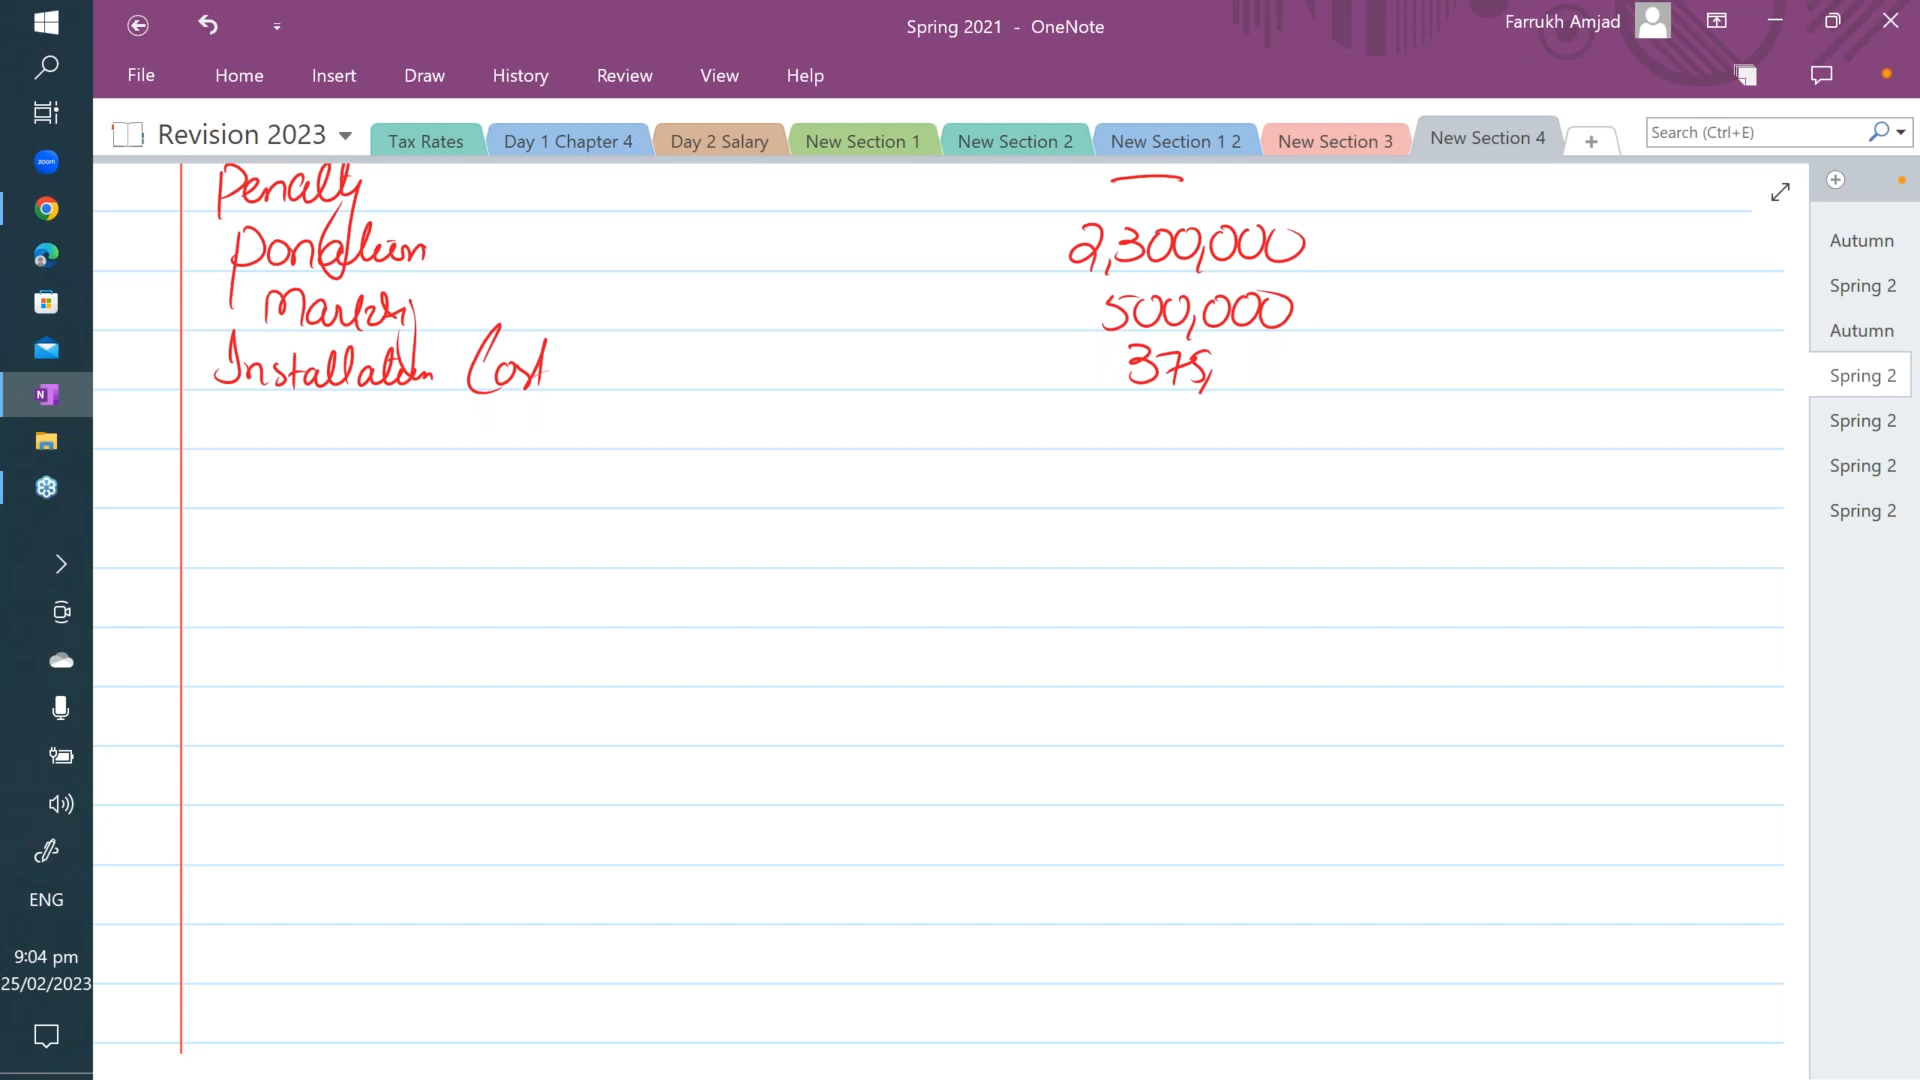 Spring 2021 - OneNote
Farrukh Amjad
File Home Insert Draw History Review View Help
Revision 2023
Tax Rates
Day 1 Chapter 4
Day 2 Salary
New Section 1
New Section 2
New Section 1 2
New Section 3
New Section 4
Search (Ctrl+E)
zoom
N
Penalty
Donation 2,300,000
500,000
Installation Cost 375,
Autumn
Spring 2
Autumn
Spring 2
Spring 2
Spring 2
Spring 2
ENG
9:04 pm
25/02/2023